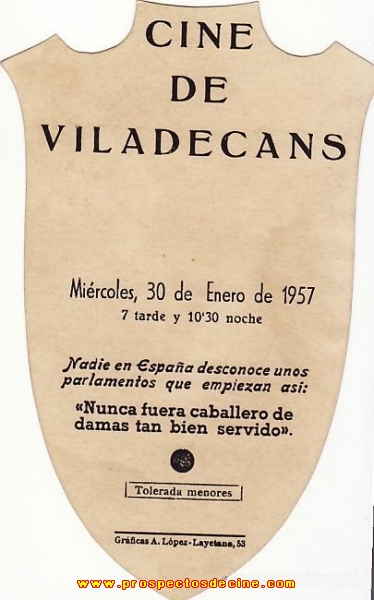 CINE
DE
VILADECANS
Miércoles, 30 de Enero de 1957
7 tarde y 10'30 noche
Nadie en España desconoce unos
parlamentos que empiezan así:
«Nunca fuera caballero de
damas tan bien servido».
Tolerada menores
Gráficas A. López-Layetana, 53
www.prospectosdecine.com